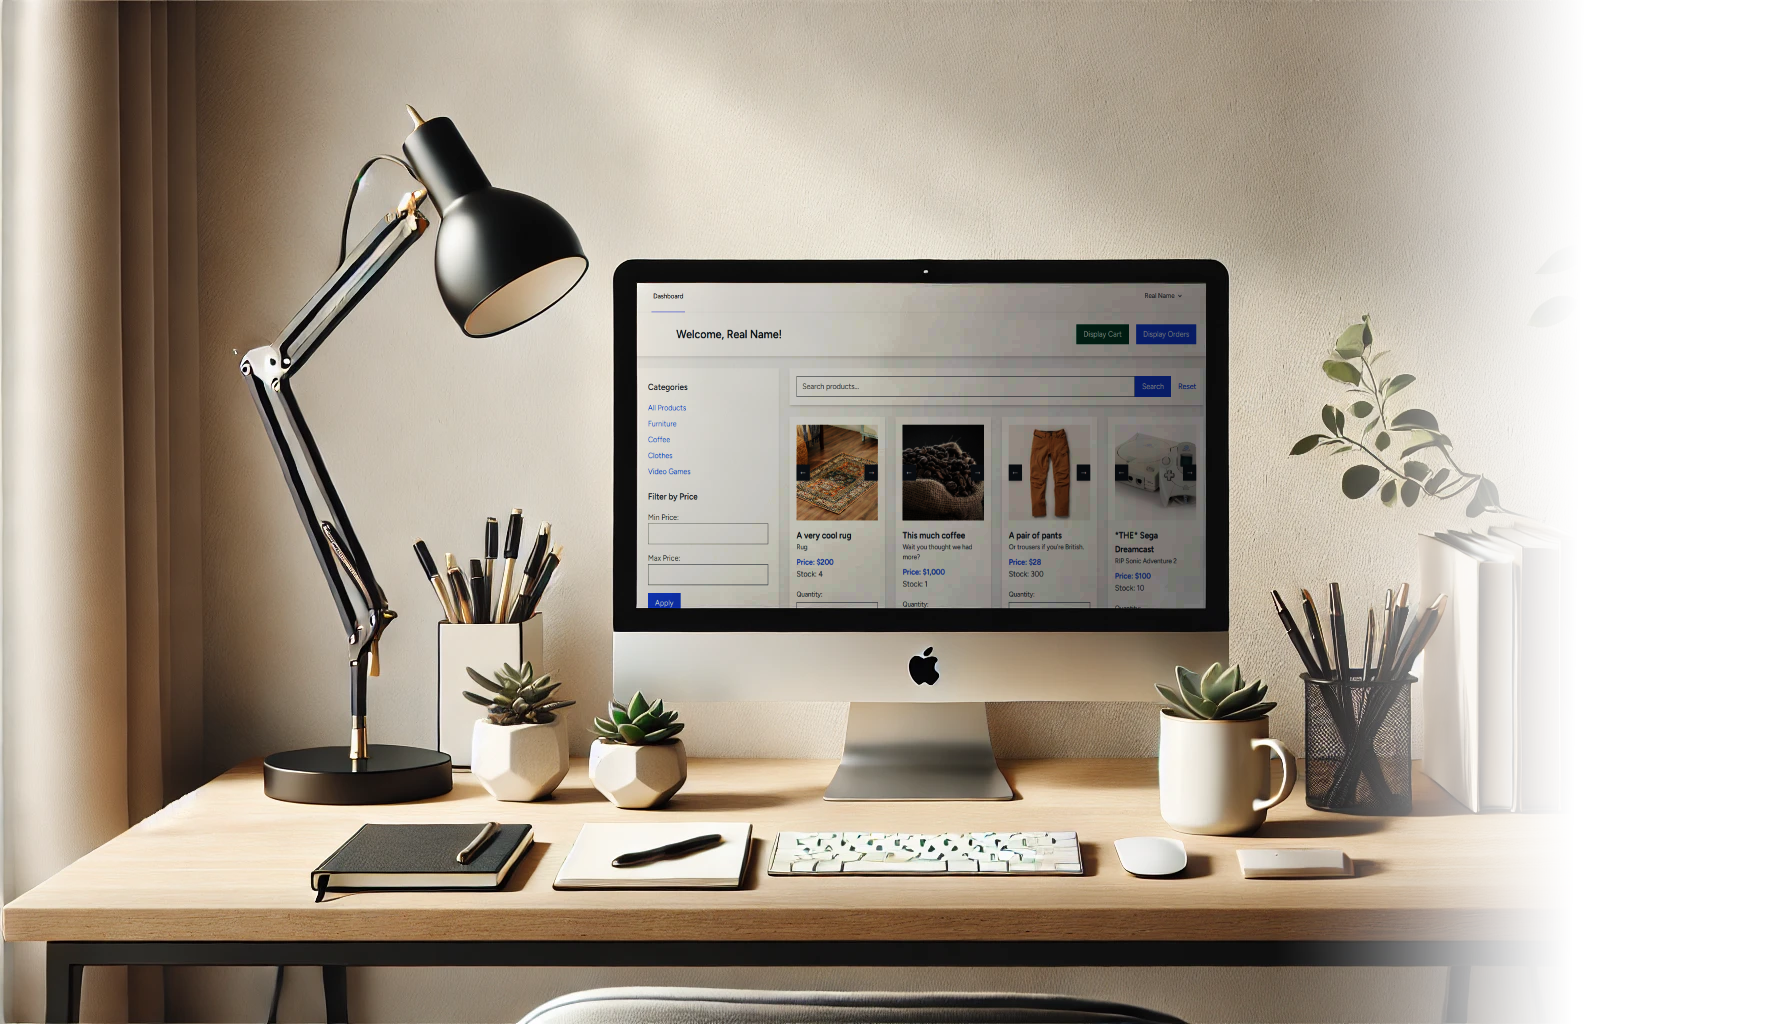 Dashboard
Real Name
Welcome, Real Name!
Display Cart
Display Orders
Categories
All Products
Furniture
Coffee
Clothes
Video Games
Filter by Price
Min Price:
Max Price:
Apply
Search products...
Search
Reset
A very cool rug
Rug
Price: $200
Stock: 4
Quantity:
This much coffee
Wait you thought we had
more?
Price: $1,000
Stock: 1
Quantity:
A pair of pants
Or trousers if you're British.
Price: $28
Stock: 300
Quantity:
*THE* Sega
Dreamcast
RIP Sonic Adventure 2
Price: $100
Stock: 10